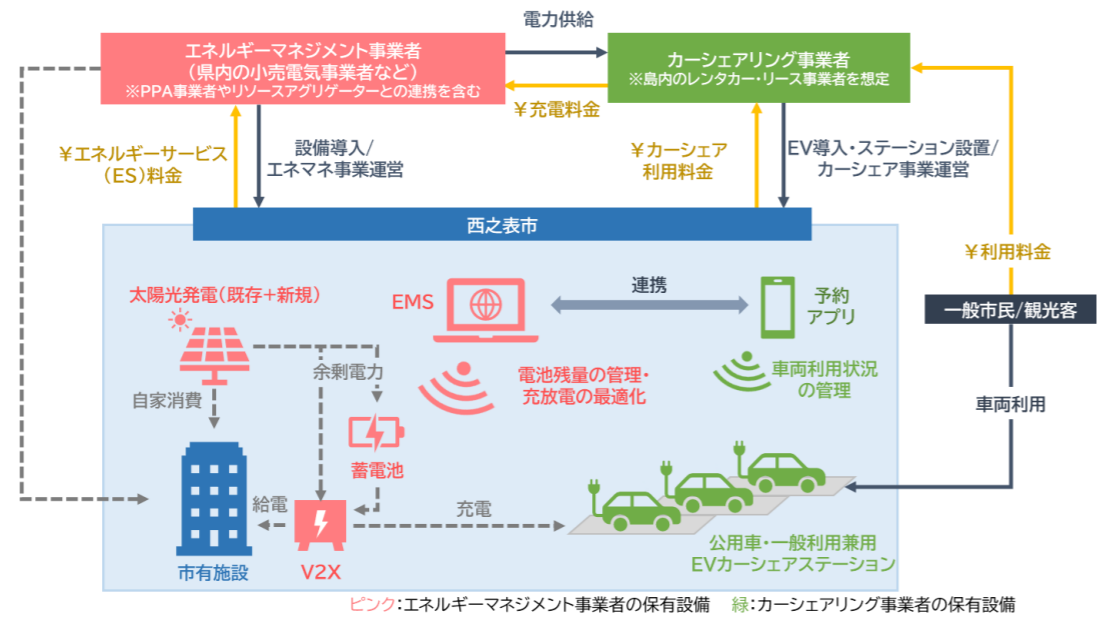 電力供給
エネルギーマネジメント事業者
（県内の小売電気事業者など）
※PPA事業者やリソースアグリゲーターとの連携を含む
カーシェアリング事業者
※島内のレンタカー・リース事業者を想定
￥充電料金
￥エネルギーサービス
（ES）料金
設備導入/
エネマネ事業運営
￥カーシェア
利用料金
EV導入・ステーション設置/
カーシェア事業運営
西之表市
￥利用料金
太陽光発電（既存＋新規）
EMS
連携
予約
アプリ
一般市民/観光客
余剰電力
電池残量の管理・
充放電の最適化
車両利用状況
の管理
自家消費
車両利用
蓄電池
給電
充電
市有施設
V2X
公用車・一般利用兼用
EVカーシェアステーション
ピンク：エネルギーマネジメント事業者の保有設備　緑：カーシェアリング事業者の保有設備